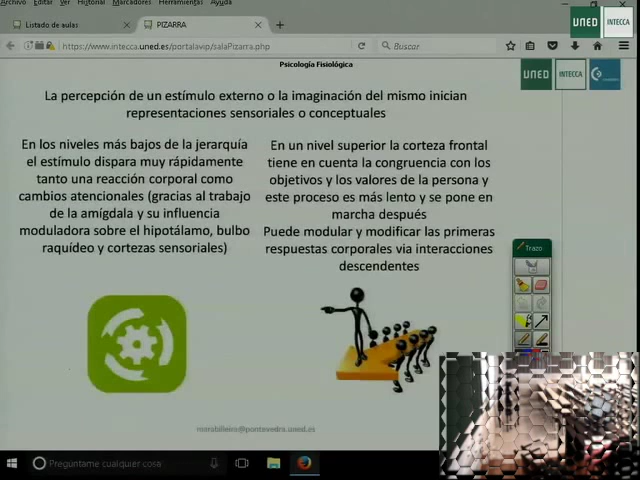 Archivo Editar Ver Historial Marcadores Herramientas Ayuda
Listado de aulas
PIZARRA
https://www.intecca.uned.es/portalavip/salaPizarra.php
Buscar
UNED
INTECCA
Psicología Fisiológica
UNED
INTECCA
La percepción de un estímulo externo o la imaginación del mismo inician
representaciones sensoriales o conceptuales
En los niveles más bajos de la jerarquía
el estímulo dispara muy rápidamente
tanto una reacción corporal como
cambios atencionales (gracias al trabajo
de la amígdala y su influencia
moduladora sobre el hipotálamo, bulbo
raquídeo y cortezas sensoriales)
En un nivel superior la corteza frontal
tiene en cuenta la congruencia con los
objetivos y los valores de la persona y
este proceso es más lento y se pone en
marcha después
Puede modular y modificar las primeras
respuestas corporales via interacciones
descendentes
Trazo
Pregúntame cualquier cosa